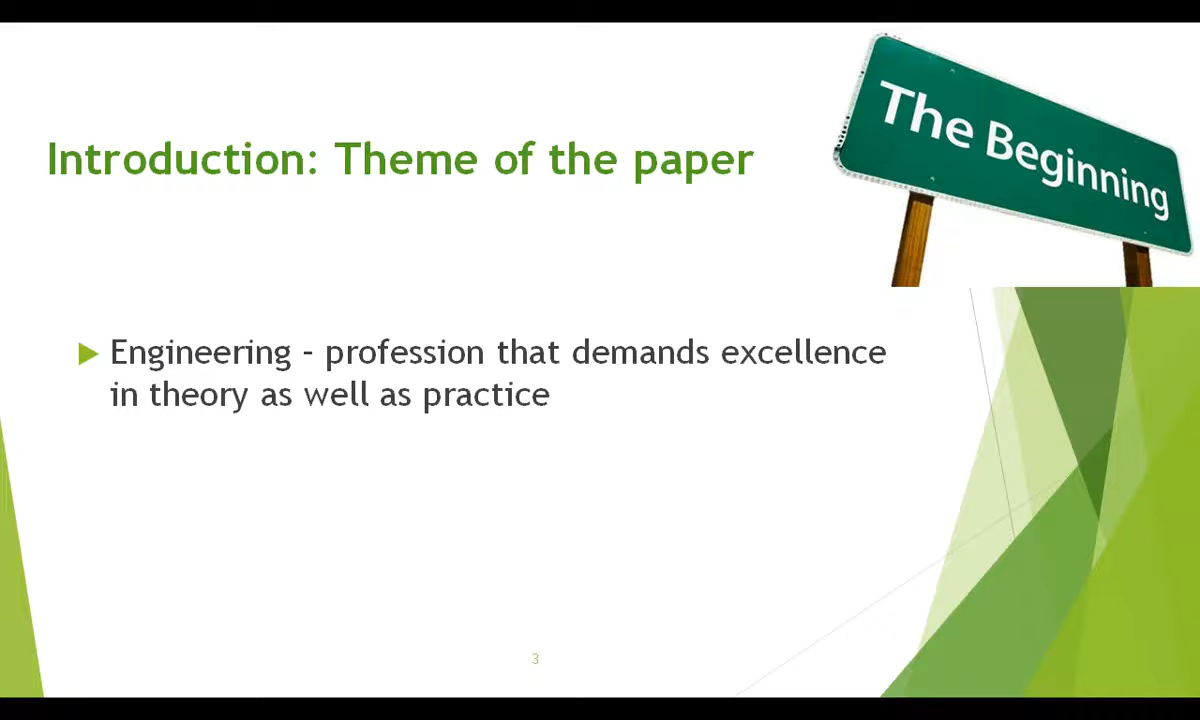 The Beginning
Introduction: Theme of the paper
Engineering - profession that demands excellence
in theory as well as practice
3